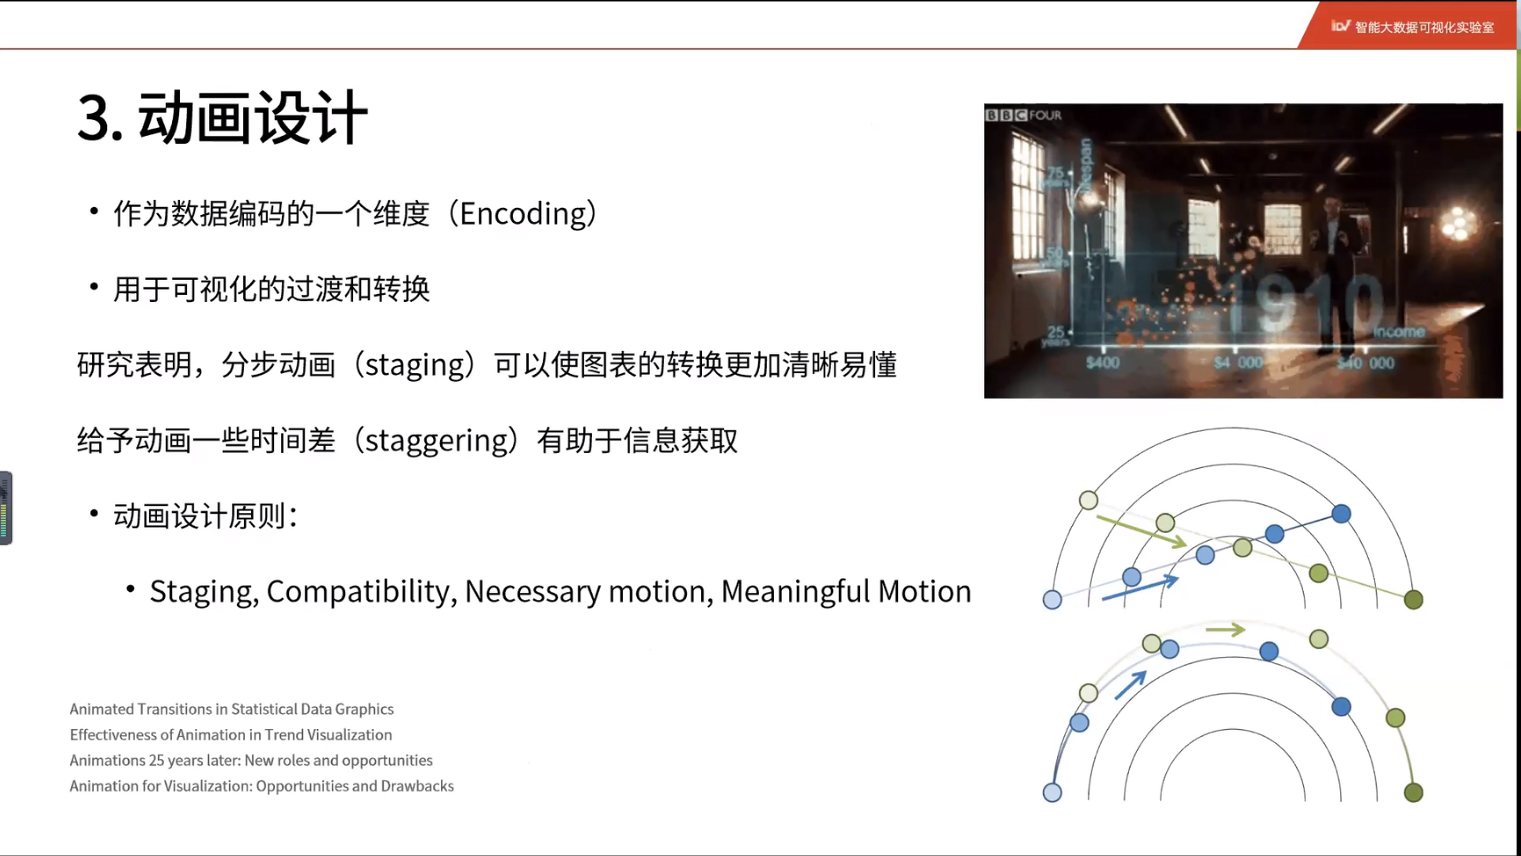 iDV 智能大数据可视化实验室
3. 动画设计
• 作为数据编码的一个维度（Encoding）
• 用于可视化的过渡和转换
研究表明，分步动画（staging）可以使图表的转换更加清晰易懂
给予动画一些时间差（staggering）有助于信息获取
• 动画设计原则：
• Staging, Compatibility, Necessary motion, Meaningful Motion
Animated Transitions in Statistical Data Graphics
Effectiveness of Animation in Trend Visualization
Animations 25 years later: New roles and opportunities
Animation for Visualization: Opportunities and Drawbacks
BBC FOUR
lifespan
75
years
50
years
25
years
1910
Income
$400
$4 000
$40 000